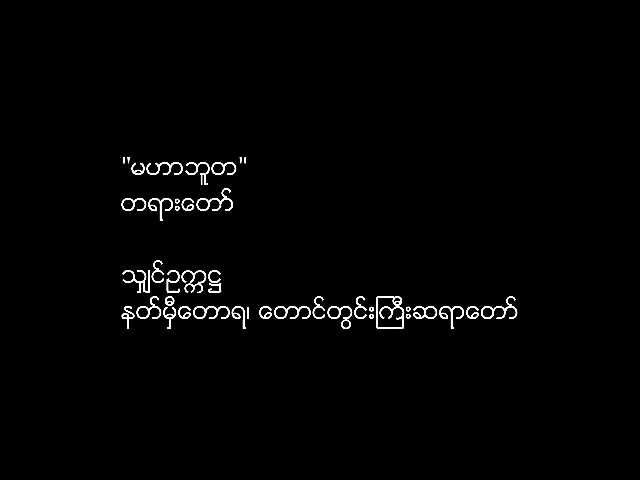 "မဟာဘူတ"
တရားတော်
သျှင်ဥက္ကဋ္ဌ
နတ်မှီတောရ၊ တောင်တွင်းကြီးဆရာတော်